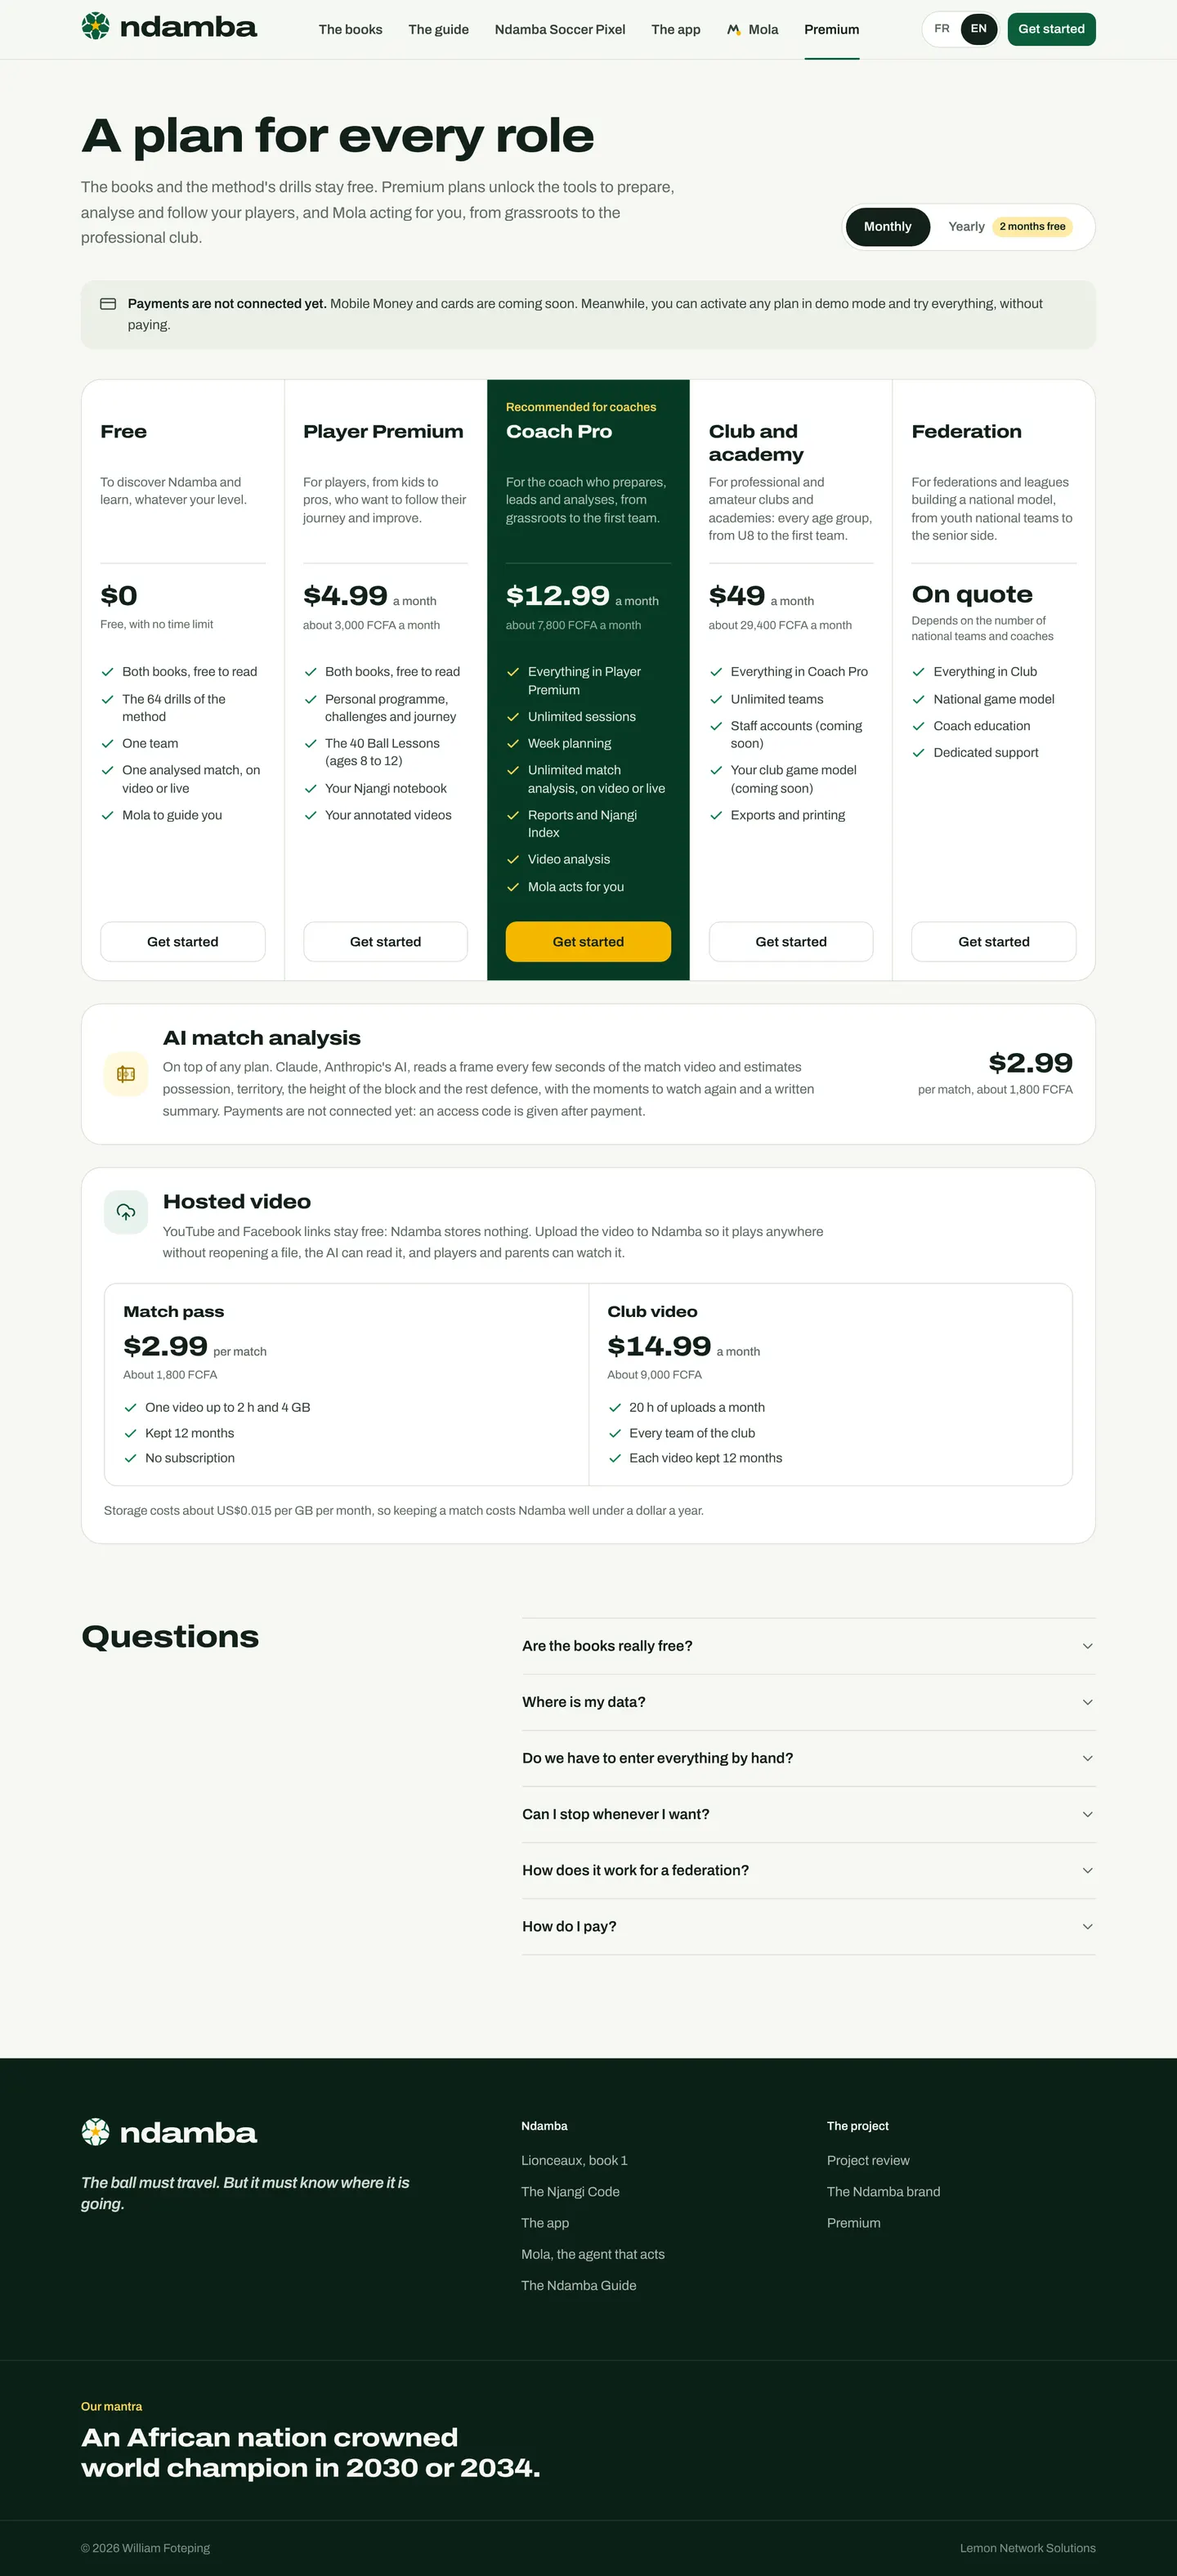 ndamba
The books
The guide
Ndamba Soccer Pixel
The app
Mola
Premium
FR
EN
Get started
A plan for every role
The books and the method's drills stay free. Premium plans unlock the tools to prepare,
analyse and follow your players, and Mola acting for you, from grassroots to the
professional club.
Monthly
Yearly
2 months free
Payments are not connected yet. Mobile Money and cards are coming soon. Meanwhile, you can activate any plan in demo mode and try everything, without
paying.
Free
To discover Ndamba and
learn, whatever your level.
$0
Free, with no time limit
Both books, free to read
The 64 drills of the
method
One team
One analysed match, on
video or live
Mola to guide you
Get started
Player Premium
For players, from kids to
pros, who want to follow their
journey and improve.
$4.99 a month
about 3,000 FCFA a month
Both books, free to read
Personal programme,
challenges and journey
The 40 Ball Lessons
(ages 8 to 12)
Your Njangi notebook
Your annotated videos
Get started
Recommended for coaches
Coach Pro
For the coach who prepares,
leads and analyses, from
grassroots to the first team.
$12.99 a month
about 7,800 FCFA a month
Everything in Player
Premium
Unlimited sessions
Week planning
Unlimited match
analysis, on video or live
Reports and Njangi
Index
Video analysis
Mola acts for you
Get started
Club and
academy
For professional and
amateur clubs and
academies: every age group,
from U8 to the first team.
$49 a month
about 29,400 FCFA a month
Everything in Coach Pro
Unlimited teams
Staff accounts (coming
soon)
Your club game model
(coming soon)
Exports and printing
Get started
Federation
For federations and leagues
building a national model,
from youth national teams to
the senior side.
On quote
Depends on the number of
national teams and coaches
Everything in Club
National game model
Coach education
Dedicated support
Get started
AI match analysis
On top of any plan. Claude, Anthropic's AI, reads a frame every few seconds of the match video and estimates
possession, territory, the height of the block and the rest defence, with the moments to watch again and a written
summary. Payments are not connected yet: an access code is given after payment.
$2.99
per match, about 1,800 FCFA
Hosted video
YouTube and Facebook links stay free: Ndamba stores nothing. Upload the video to Ndamba so it plays anywhere
without reopening a file, the AI can read it, and players and parents can watch it.
Match pass
$2.99 per match
About 1,800 FCFA
One video up to 2 h and 4 GB
Kept 12 months
No subscription
Club video
$14.99 a month
About 9,000 FCFA
20 h of uploads a month
Every team of the club
Each video kept 12 months
Storage costs about US$0.015 per GB per month, so keeping a match costs Ndamba well under a dollar a year.
Questions
Are the books really free?
Where is my data?
Do we have to enter everything by hand?
Can I stop whenever I want?
How does it work for a federation?
How do I pay?
ndamba
The ball must travel. But it must know where it is
going.
Ndamba
Lionceaux, book 1
The Njangi Code
The app
Mola, the agent that acts
The Ndamba Guide
The project
Project review
The Ndamba brand
Premium
Our mantra
An African nation crowned
world champion in 2030 or 2034.
© 2026 William Foteping
Lemon Network Solutions